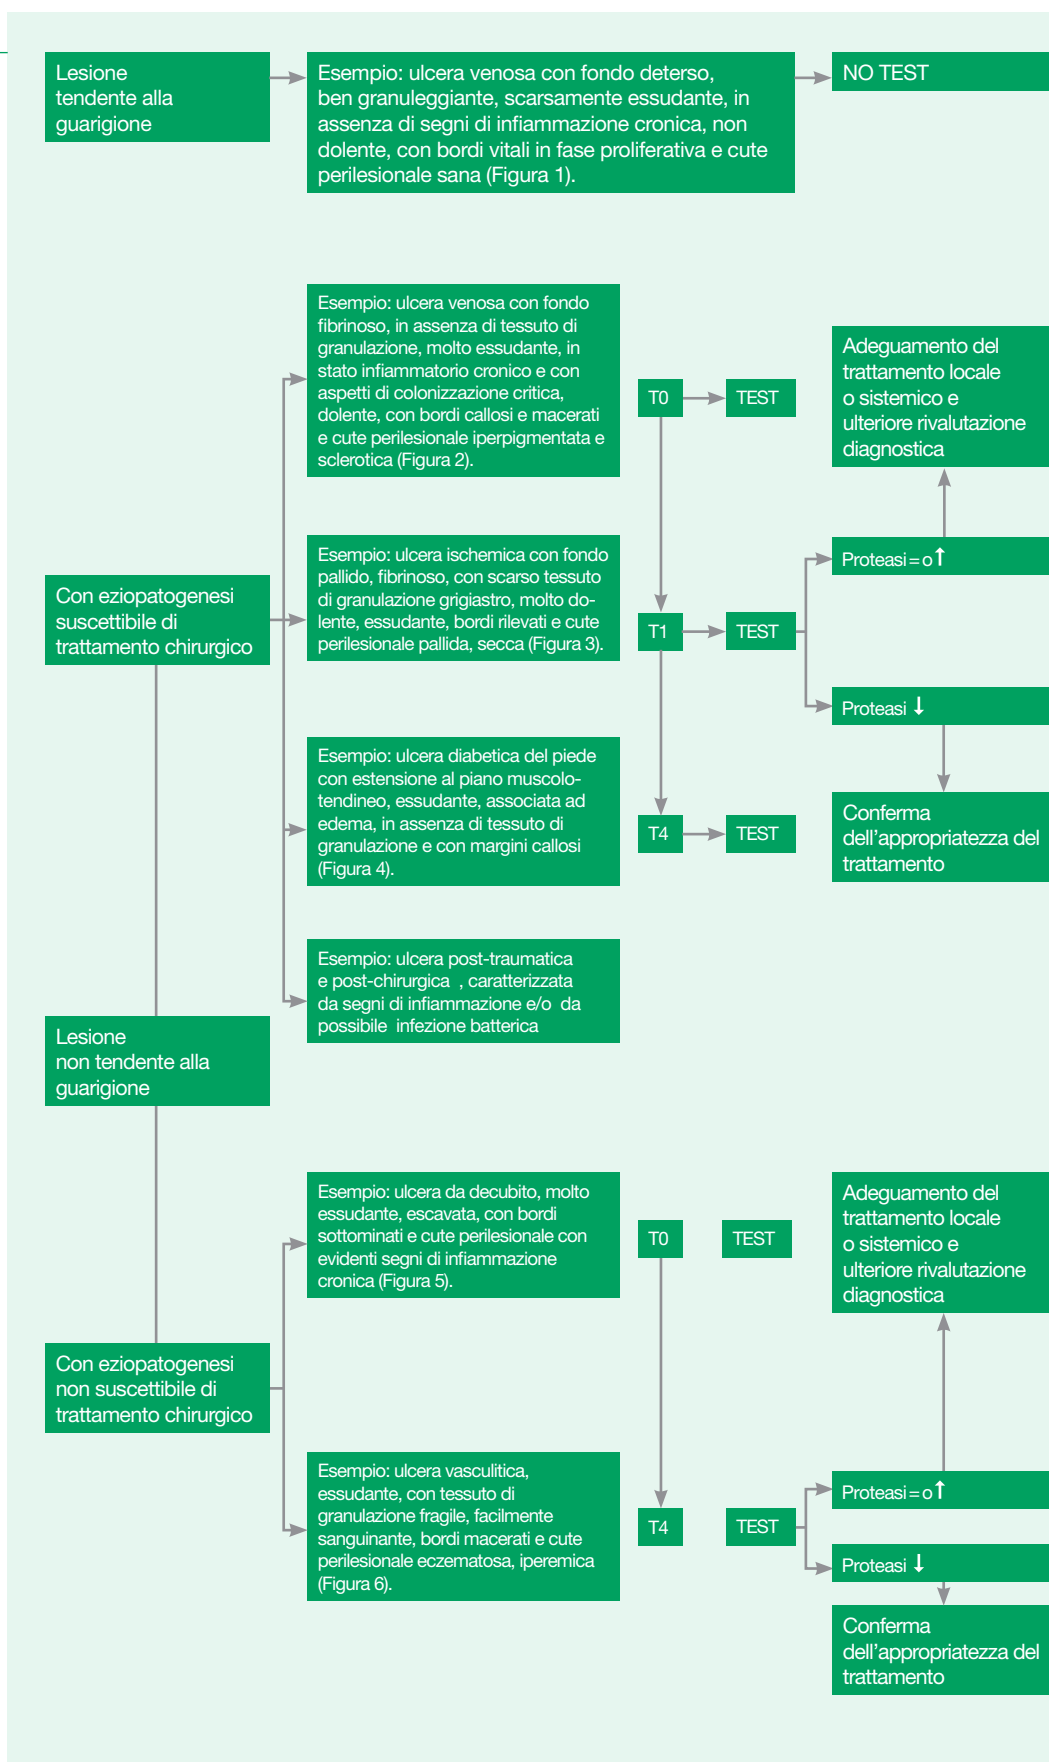 Lesione
tendente alla
guarigione
Esempio: ulcera venosa con fondo deterso,
ben granuleggiante, scarsamente essudante, in
assenza di segni di infiammazione cronica, non
dolente, con bordi vitali in fase proliferativa e cute
perilesionale sana (Figura 1).
NO TEST
Esempio: ulcera venosa con fondo
fibrinoso, in assenza di tessuto di
granulazione, molto essudante, in
stato infiammatorio cronico e con
aspetti di colonizzazione critica,
dolente, con bordi callosi e macerati
e cute perilesionale iperpigmentata e
sclerotica (Figura 2).
T0
TEST
Adeguamento del
trattamento locale
o sistemico e
ulteriore rivalutazione
diagnostica
Con eziopatogenesi
suscettibile di
trattamento chirurgico
Esempio: ulcera ischemica con fondo
pallido, fibrinoso, con scarso tessuto
di granulazione grigiastro, molto do-
lente, essudante, bordi rilevati e cute
perilesionale pallida, secca (Figura 3).
T1
TEST
Proteasi = o ↑
Proteasi ↓
Esempio: ulcera diabetica del piede
con estensione al piano muscolo-
tendineo, essudante, associata ad
edema, in assenza di tessuto di
granulazione e con margini callosi
(Figura 4).
T4
TEST
Conferma
dell'appropriatezza del
trattamento
Esempio: ulcera post-traumatica
e post-chirurgica , caratterizzata
da segni di infiammazione e/o da
possibile infezione batterica
Lesione
non tendente alla
guarigione
Esempio: ulcera da decubito, molto
essudante, escavata, con bordi
sottominati e cute perilesionale con
evidenti segni di infiammazione
cronica (Figura 5).
T0
TEST
Adeguamento del
trattamento locale
o sistemico e
ulteriore rivalutazione
diagnostica
Con eziopatogenesi
non suscettibile di
trattamento chirurgico
Esempio: ulcera vasculitica,
essudante, con tessuto di
granulazione fragile, facilmente
sanguinante, bordi macerati e cute
perilesionale eczematosa, iperemica
(Figura 6).
T4
TEST
Proteasi = o ↑
Proteasi ↓
Conferma
dell'appropriatezza del
trattamento